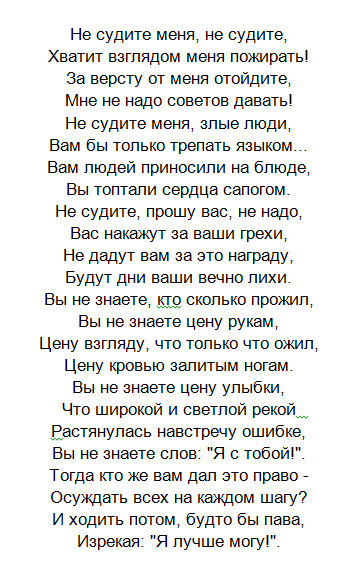 Не судите меня, не судите,
Хватит взглядом меня пожирать!
За версту от меня отойдите,
Мне не надо советов давать!
Не судите меня, злые люди,
Вам бы только трепать языком...
Вам людей приносили на блюде,
Вы топтали сердца сапогом.
Не судите, прошу вас, не надо,
Вас накажут за ваши грехи,
Не дадут вам за это награду,
Будут дни ваши вечно лихи.
Вы не знаете, кто сколько прожил,
Вы не знаете цену рукам,
Цену взгляду, что только что ожил,
Цену кровью залитым ногам.
Вы не знаете цену улыбки,
Что широкой и светлой рекой
Растянулась навстречу ошибке,
Вы не знаете слов: "Я с тобой!".
Тогда кто же вам дал это право -
Осуждать всех на каждом шагу?
И ходить потом, будто бы пава,
Изрекая: "Я лучше могу!".